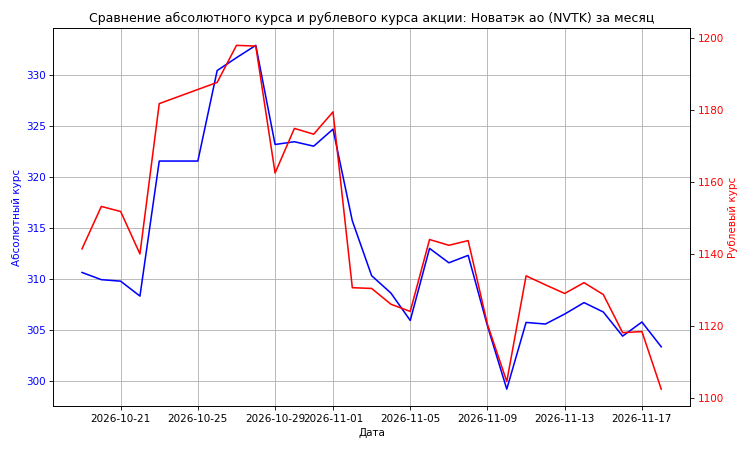 Сравнение абсолютного курса и рублевого курса акции: Новатэк ао (NVTK) за месяц
Абсолютный курс
330
325
320
315
310
305
300
1200
1180
1160
1140
1120
1100
Рублевый курс
2026-10-21 2026-10-25 2026-10-29 2026-11-01 2026-11-05 2026-11-09 2026-11-13 2026-11-17
Дата